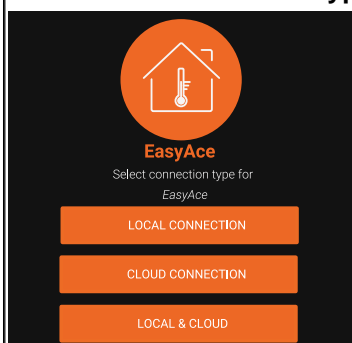 EasyAce
Select connection type for
EasyAce
LOCAL CONNECTION
CLOUD CONNECTION
LOCAL & CLOUD